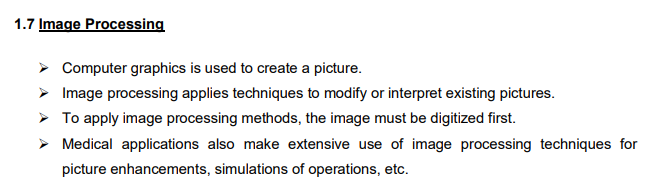 1.7 Image Processing
➢ Computer graphics is used to create a picture.
➢ Image processing applies techniques to modify or interpret existing pictures.
➢ To apply image processing methods, the image must be digitized first.
➢ Medical applications also make extensive use of image processing techniques for
picture enhancements, simulations of operations, etc.